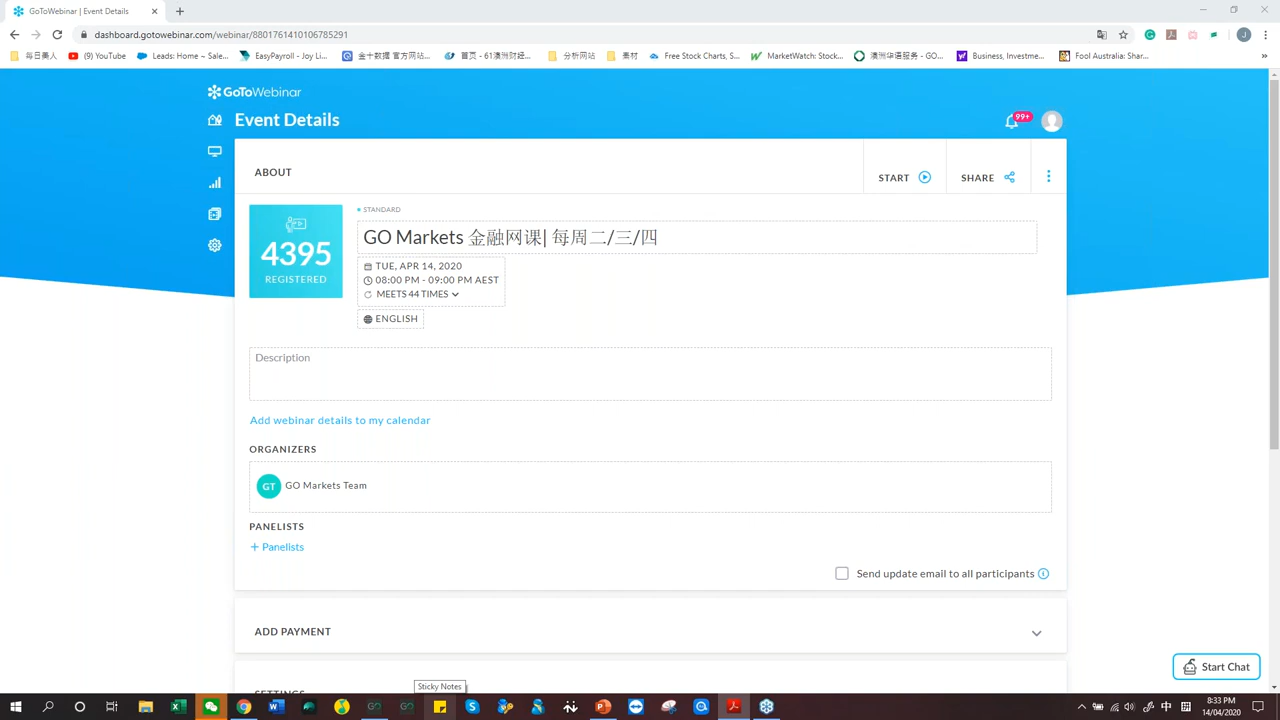 GoToWebinar | Event Details
dashboard.gotowebinar.com/webinar/8801761410106785291
每日美人
(9) YouTube
Leads: Home ~ Sale...
EasyPayroll - Joy Li...
金十数据 官方网站...
首页 - 61澳洲财经...
分析网站
素材
Free Stock Charts, S...
MarketWatch: Stock...
澳洲华语服务 - GO...
Business, Investme...
Fool Australia: Shar...
»
J
GoToWebinar
Event Details
99+
ABOUT
START
SHARE
4395
REGISTERED
STANDARD
GO Markets 金融网课| 每周二/三/四
TUE, APR 14, 2020
08:00 PM - 09:00 PM AEST
MEETS 44 TIMES
ENGLISH
Description
Add webinar details to my calendar
ORGANIZERS
GT GO Markets Team
PANELISTS
+ Panelists
Send update email to all participants
ADD PAYMENT
Start Chat
SETTINGS
Sticky Notes
中
8:33 PM
14/04/2020